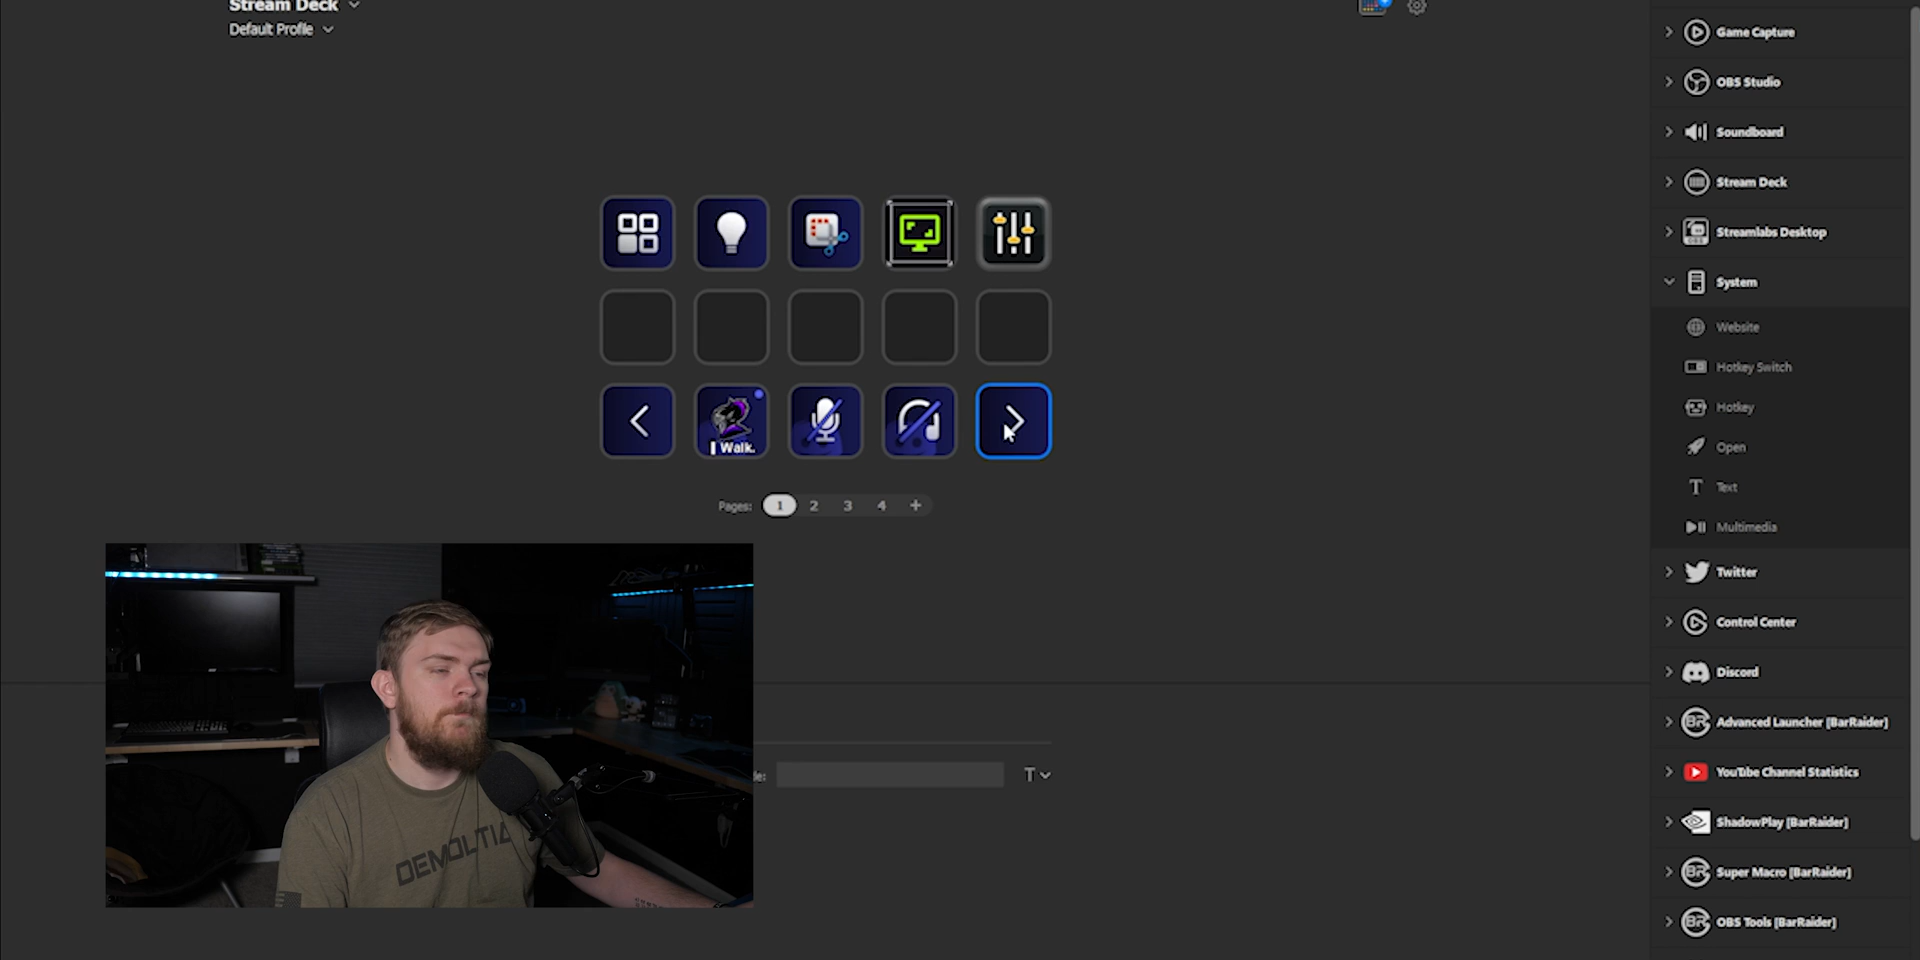 Stream Deck
Default Profile
Game Capture
OBS Studio
Soundboard
Stream Deck
Streamlabs Desktop
System
Website
Hotkey Switch
Hotkey
Open
Text
Multimedia
Twitter
Control Center
Discord
Advanced Launcher [BarRaider]
YouTube Channel Statistics
ShadowPlay [BarRaider]
Super Macro [BarRaider]
OBS Tools [BarRaider]
I Walk.
Pages: 1 2 3 4 +
T
DEMOLTIA